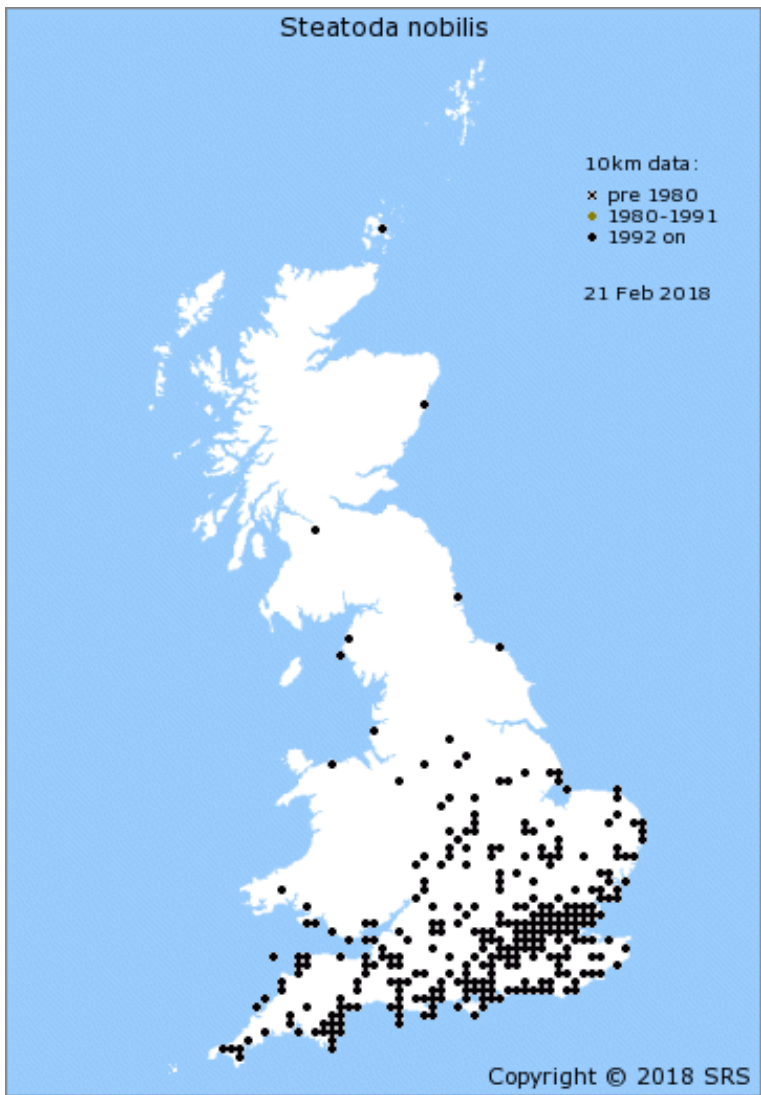 Steatoda nobilis
10km data:
pre 1980
1980-1991
1992 on
21 Feb 2018
Copyright © 2018 SRS